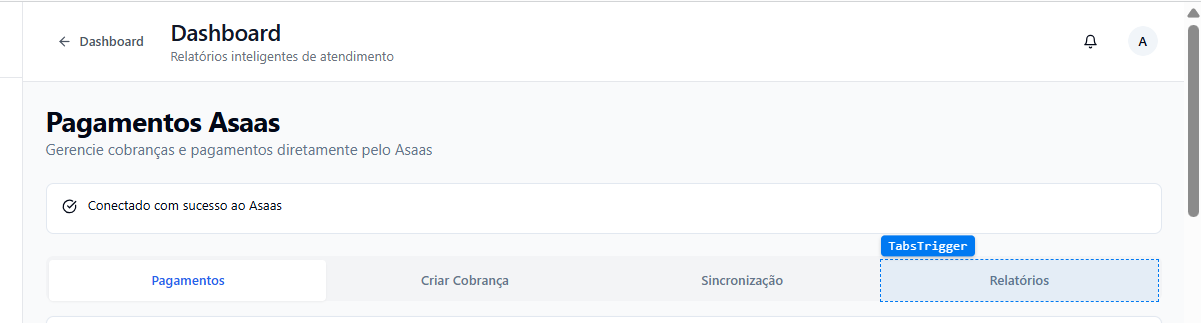 Dashboard
Dashboard
Relatórios inteligentes de atendimento
A
Pagamentos Asaas
Gerencie cobranças e pagamentos diretamente pelo Asaas
Conectado com sucesso ao Asaas
TabsTrigger
Pagamentos
Criar Cobrança
Sincronização
Relatórios